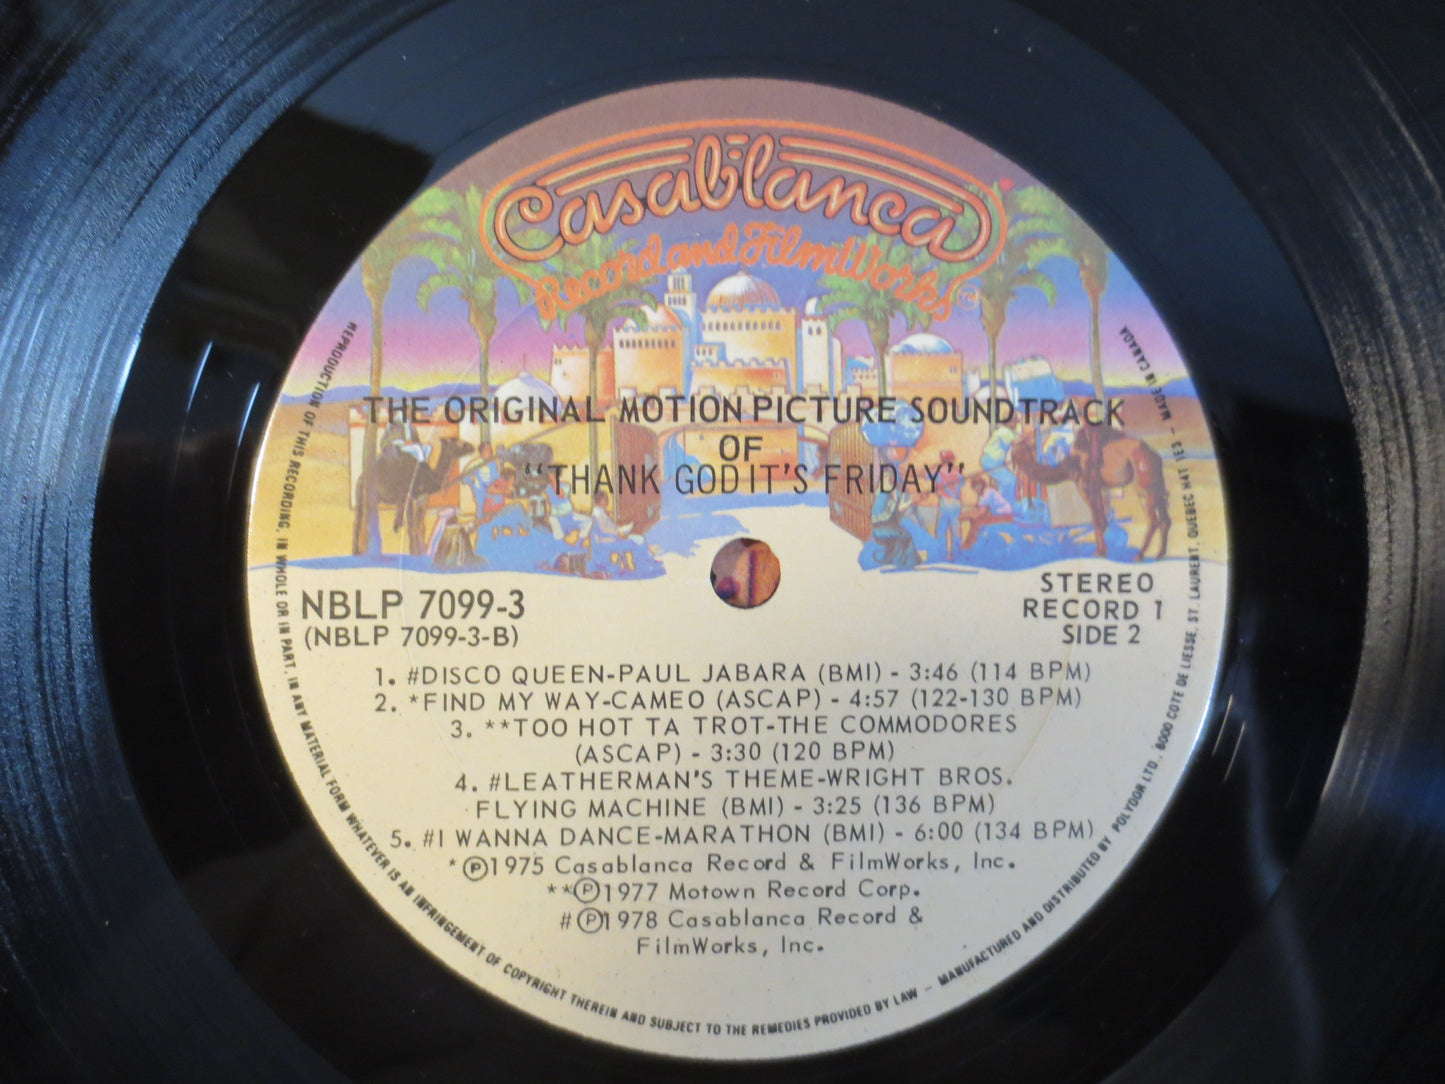 Casablanca
Record and FilmWorks
THE ORIGINAL MOTION PICTURE SOUNDTRACK
OF
"THANK GOD IT'S FRIDAY"
NBLP 7099-3
(NBLP 7099-3-B)
STEREO
RECORD 1
SIDE 2
1. #DISCO QUEEN-PAUL JABARA (BMI) - 3:46 (114 BPM)
2. *FIND MY WAY-CAMEO (ASCAP) - 4:57 (122-130 BPM)
3. **TOO HOT TA TROT-THE COMMODORES
(ASCAP) - 3:30 (120 BPM)
4. #LEATHERMAN'S THEME-WRIGHT BROS.
FLYING MACHINE (BMI) - 3:25 (136 BPM)
5. #I WANNA DANCE-MARATHON (BMI) - 6:00 (134 BPM)
*Ⓟ1975 Casablanca Record & FilmWorks, Inc.
**Ⓟ1977 Motown Record Corp.
#Ⓟ1978 Casablanca Record &
FilmWorks, Inc.
REPRODUCTION OF THIS RECORDING, IN WHOLE OR IN PART, IN ANY MATERIAL FORM WHATEVER IS AN INFRINGEMENT OF COPYRIGHT THEREIN AND SUBJECT TO THE REMEDIES PROVIDED BY LAW – MANUFACTURED AND DISTRIBUTED BY POLYDOR LTD., 8000 COTE DE LIESSE, ST. LAURENT, QUEBEC H4T 1E3 – MADE IN CANADA